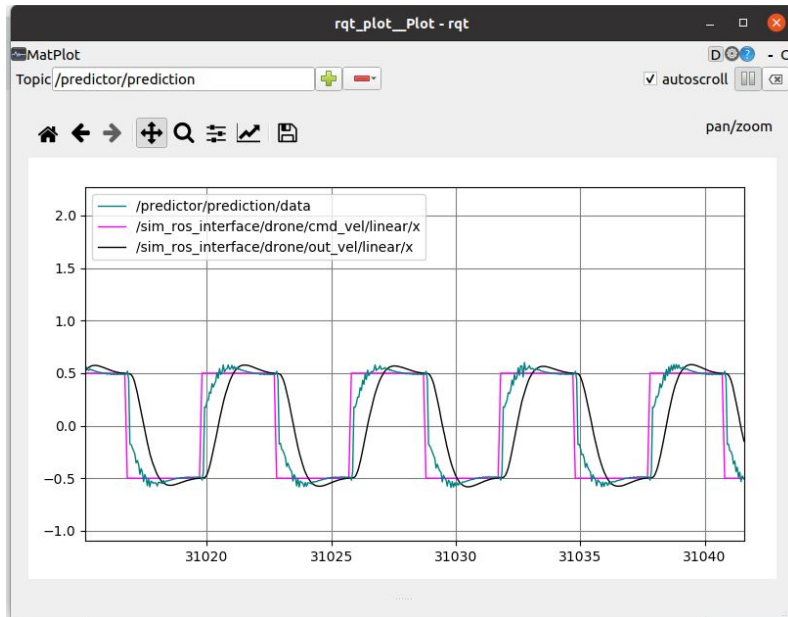 rqt_plot__Plot - rqt
MatPlot
D
?
-
Topic /predictor/prediction
autoscroll
pan/zoom
/predictor/prediction/data
/sim_ros_interface/drone/cmd_vel/linear/x
/sim_ros_interface/drone/out_vel/linear/x
2.0
1.5
1.0
0.5
0.0
−0.5
−1.0
31020 31025 31030 31035 31040